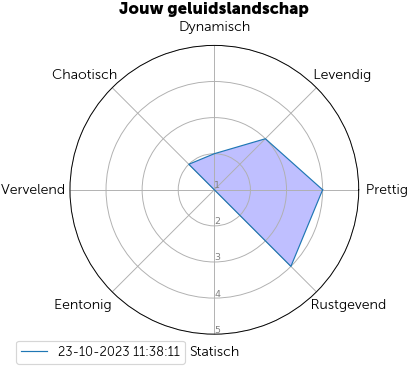 Jouw geluidslandschap
Dynamisch
Chaotisch
Levendig
Vervelend
Prettig
1
2
3
4
5
Eentonig
Rustgevend
23-10-2023 11:38:11
Statisch